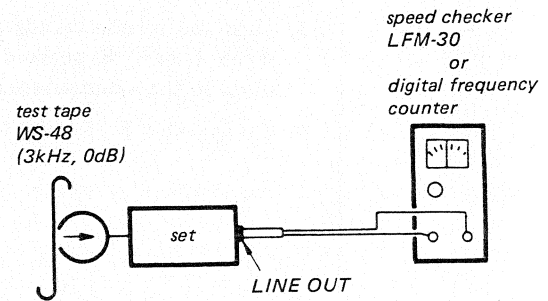 speed checker
LFM-30
or
digital frequency
counter
test tape
WS-48
(3kHz, 0dB)
set
LINE OUT